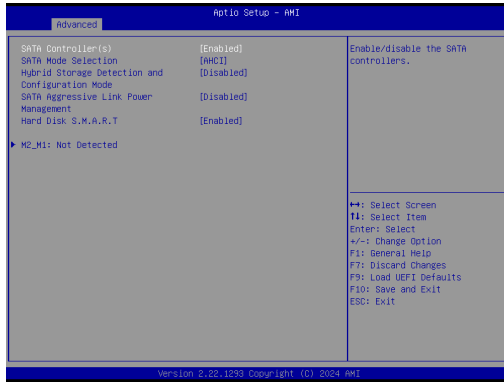 Aptio Setup - AMI
Advanced
SATA Controller(s) [Enabled]
SATA Mode Selection [AHCI]
Hybrid Storage Detection and [Disabled]
Configuration Mode
SATA Aggressive Link Power [Disabled]
Management
Hard Disk S.M.A.R.T [Enabled]
M2_M1: Not Detected
Enable/disable the SATA
controllers.
↔: Select Screen
↑↓: Select Item
Enter: Select
+/-: Change Option
F1: General Help
F7: Discard Changes
F9: Load UEFI Defaults
F10: Save and Exit
ESC: Exit
Version 2.22.1293 Copyright (C) 2024 AMI